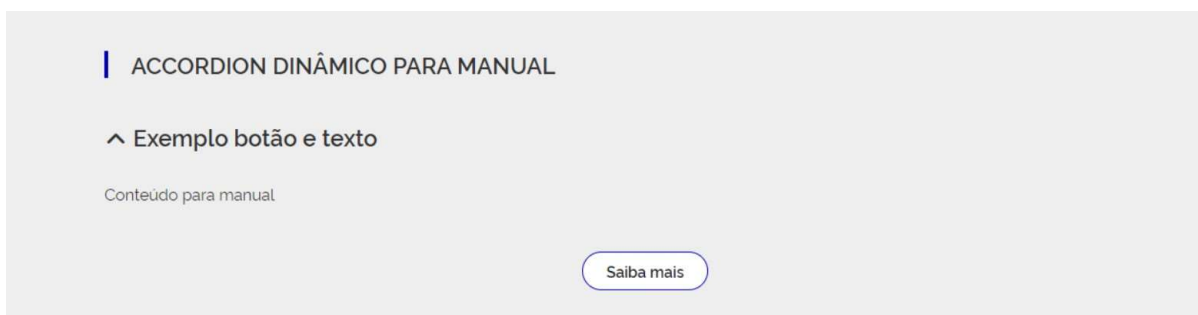 ACCORDION DINÂMICO PARA MANUAL
Exemplo botão e texto
Conteúdo para manual
Saiba mais